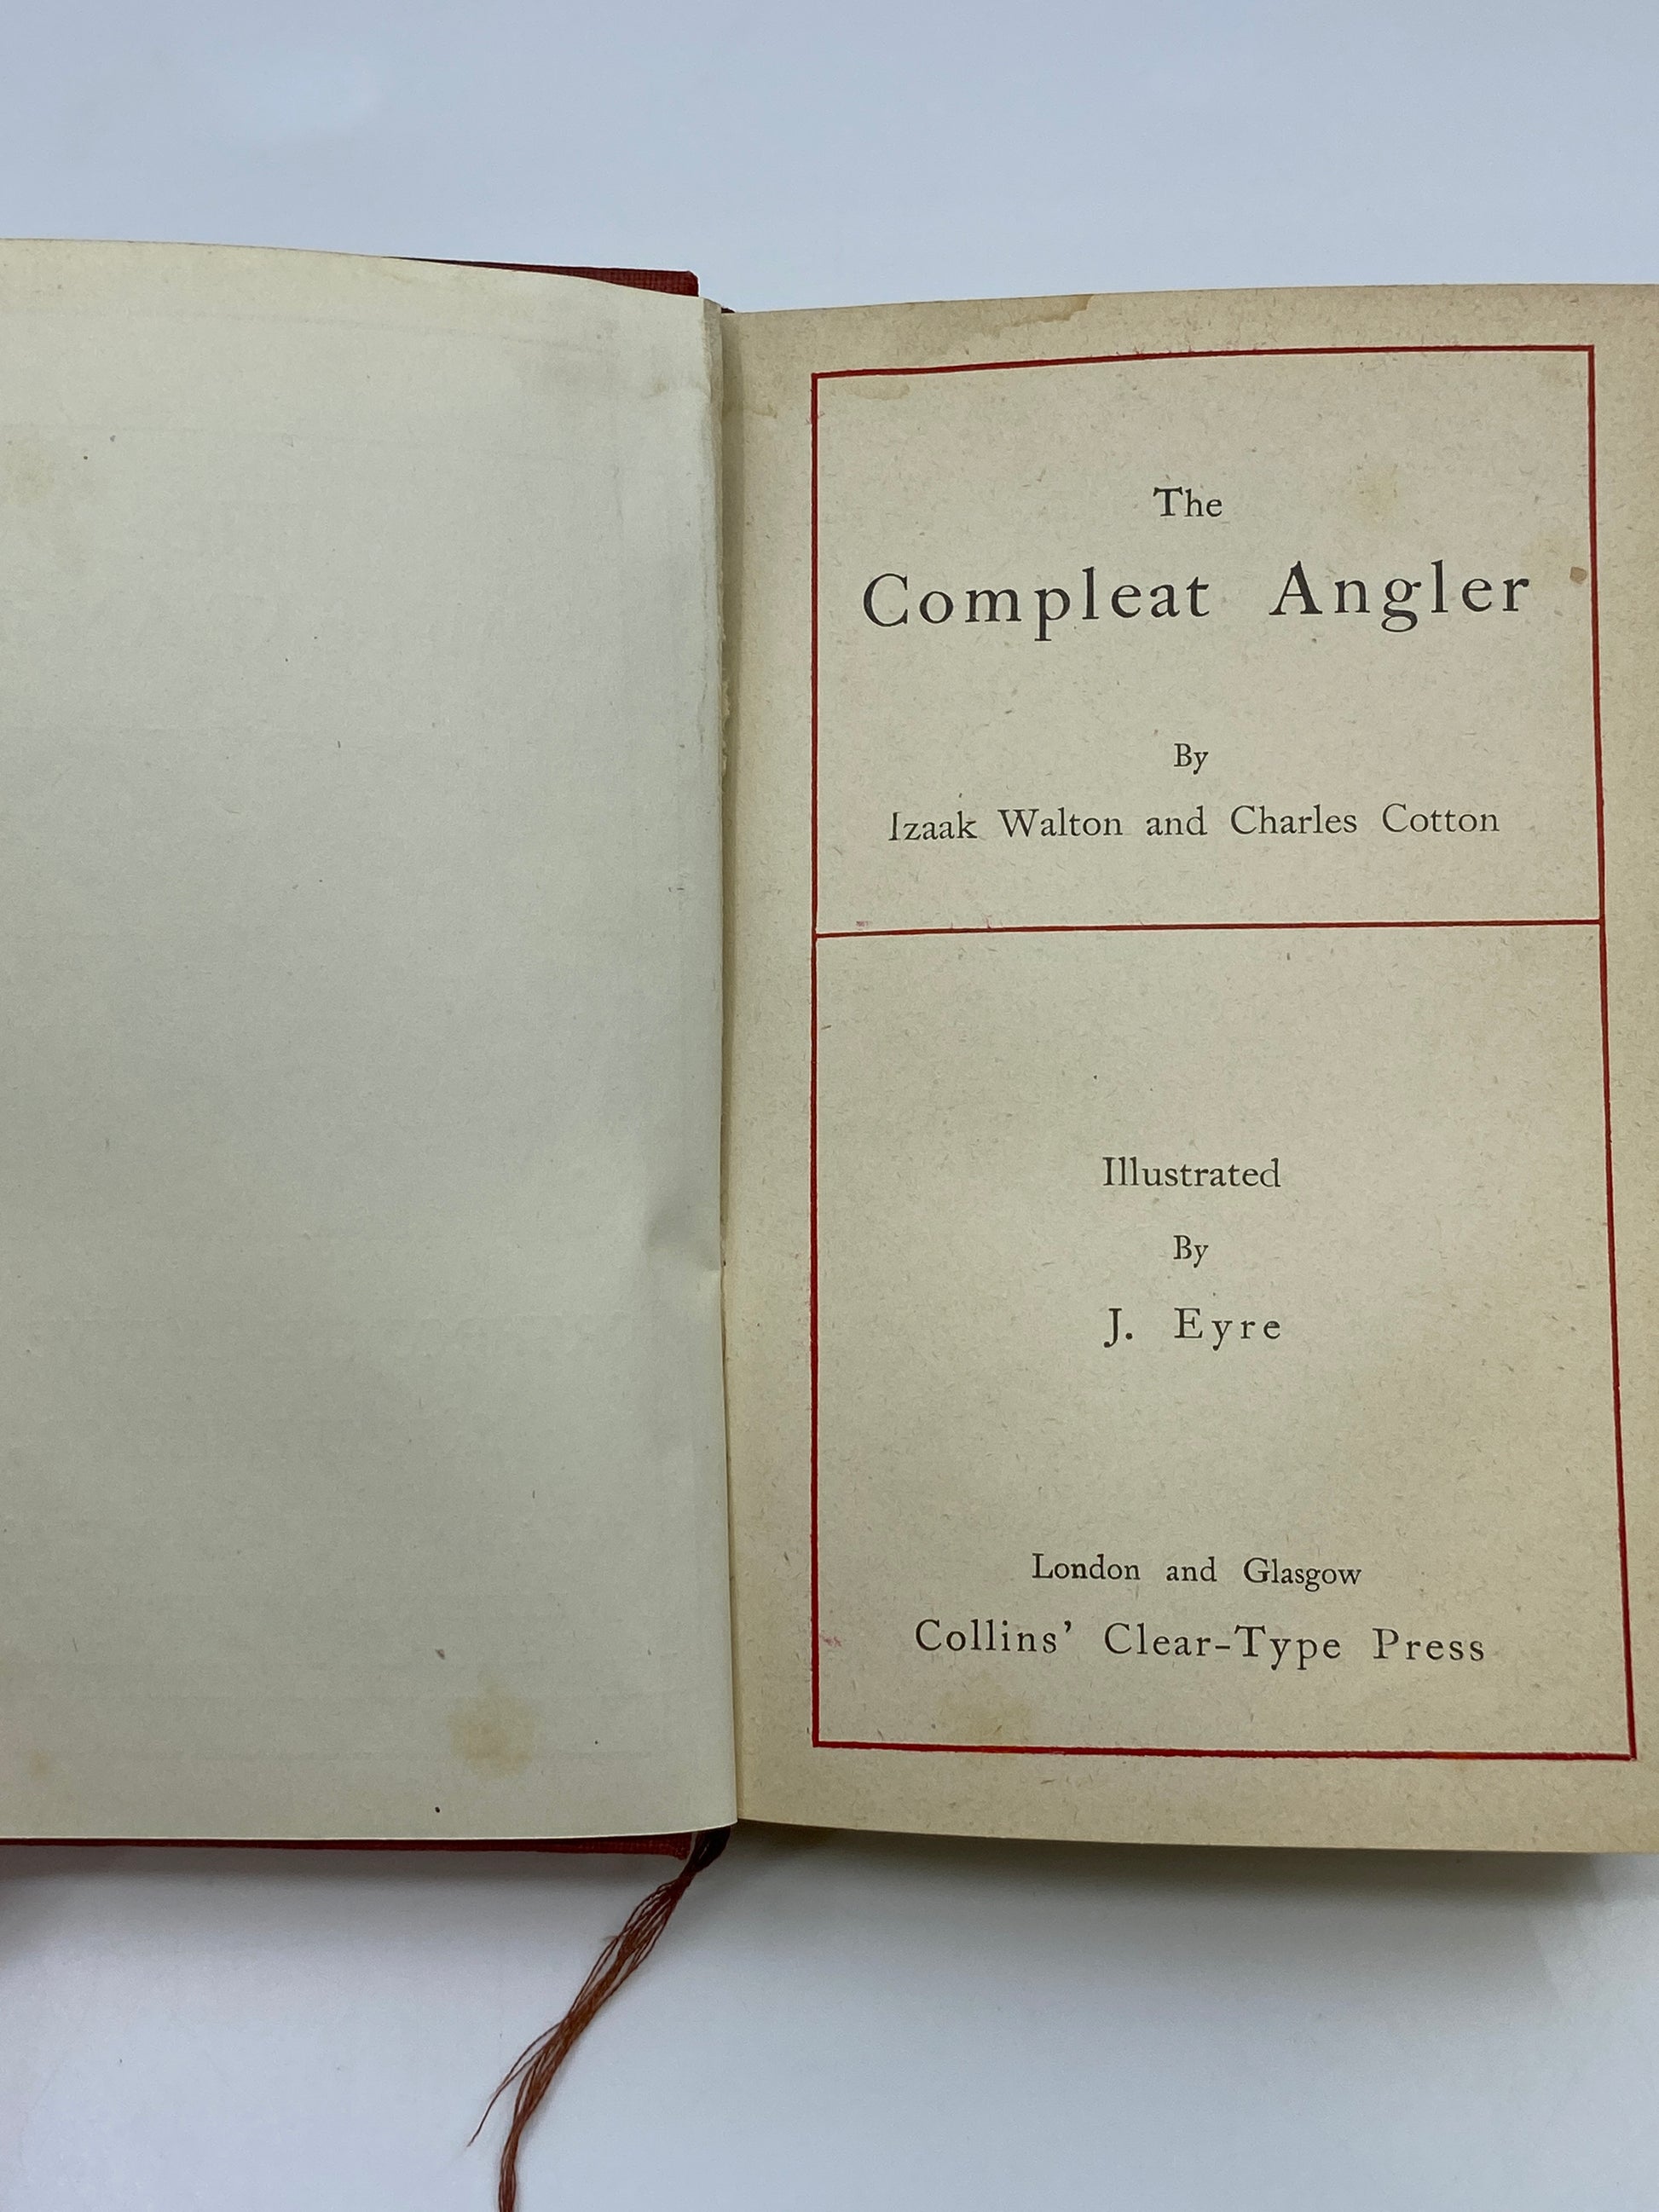 The
Compleat Angler
By
Izaak Walton and Charles Cotton
Illustrated
By
J. Eyre
London and Glasgow
Collins’ Clear-Type Press